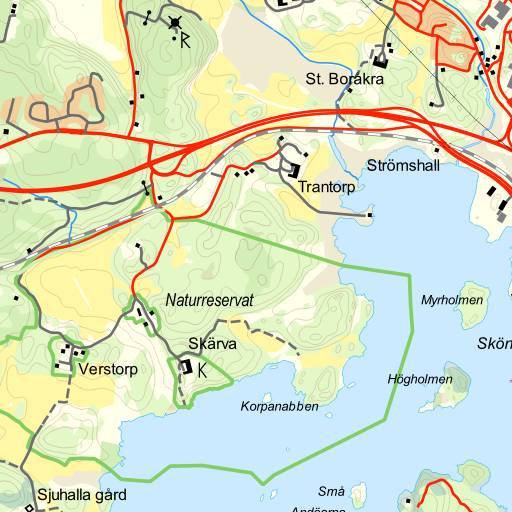 R
St. Boråkra
Strömshall
Trantorp
Naturreservat
Myrholmen
Skärva
Skön
Verstorp
K
Högholmen
Korpanabben
Sjuhalla gård
Små